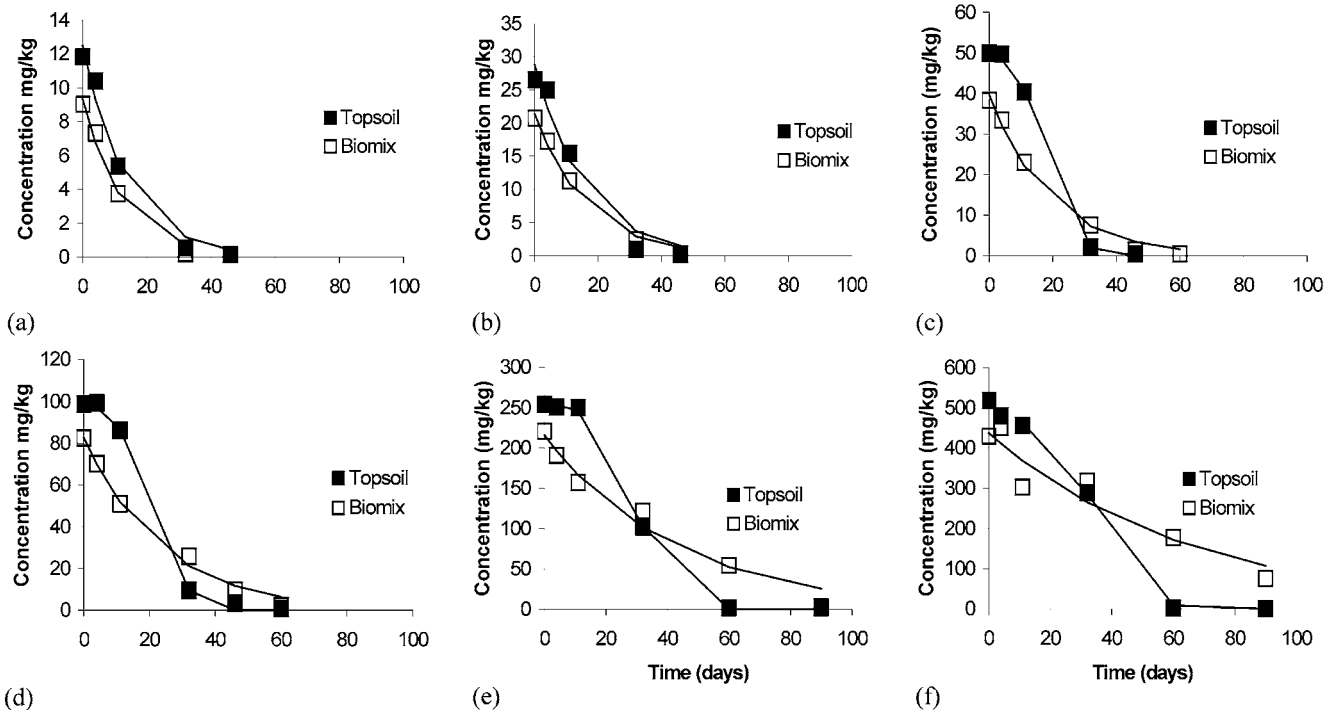 Concentration mg/kg
14
12
10
8
6
4
2
0
0 20 40 60 80 100
Topsoil
Biomix
(a)
Concentration mg/kg
35
30
25
20
15
10
5
0
0 20 40 60 80 100
Topsoil
Biomix
(b)
Concentration (mg/kg)
60
50
40
30
20
10
0
0 20 40 60 80 100
Topsoil
Biomix
(c)
Concentration mg/kg
120
100
80
60
40
20
0
0 20 40 60 80 100
Topsoil
Biomix
(d)
Concentration (mg/kg)
300
250
200
150
100
50
0
0 20 40 60 80 100
Topsoil
Biomix
Time (days)
(e)
Concentration (mg/kg)
600
500
400
300
200
100
0
0 20 40 60 80 100
Topsoil
Biomix
Time (days)
(f)